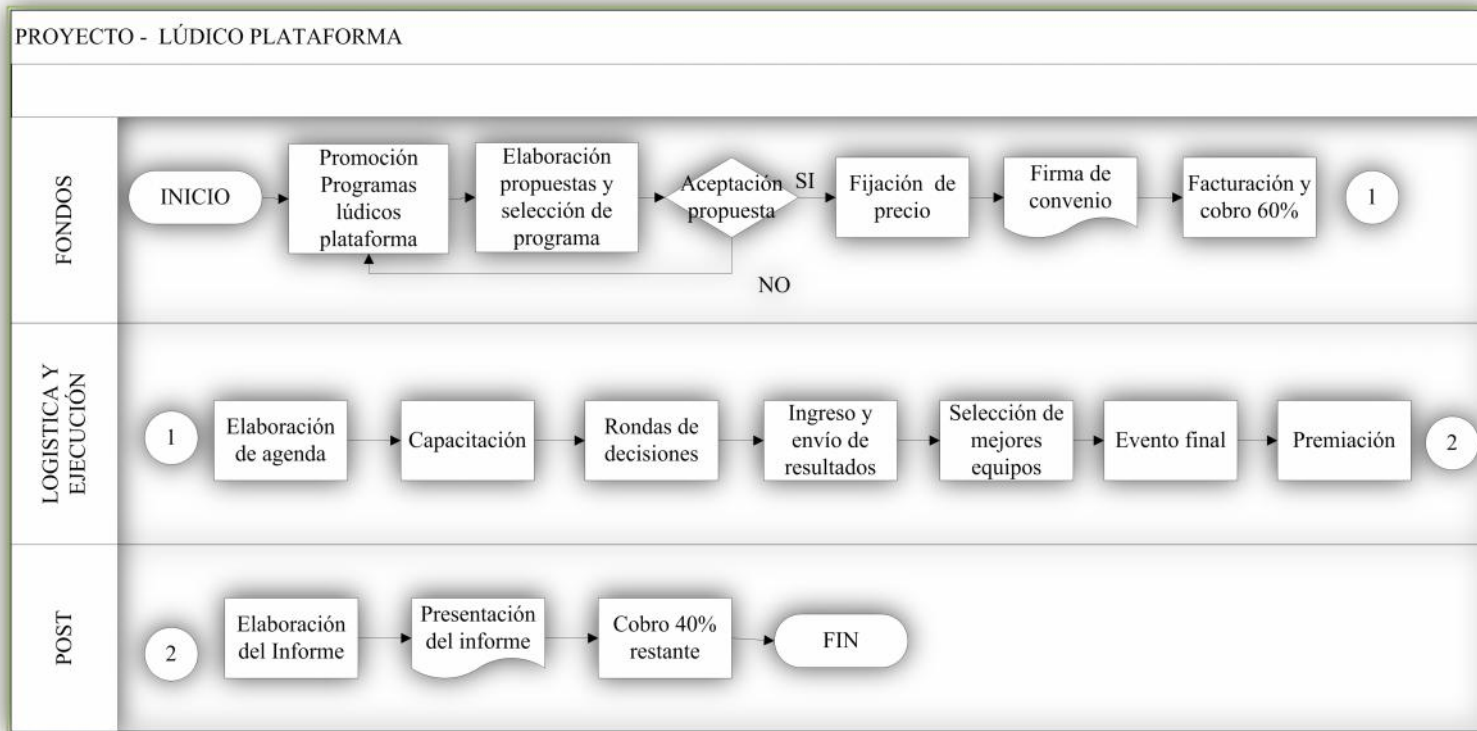 PROYECTO - LÚDICO PLATAFORMA
FONDOS
INICIO
Promoción
Programas
lúdicos
plataforma
Elaboración
propuestas y
selección de
programa
Aceptación
propuesta
SI
NO
Fijación de
precio
Firma de
convenio
Facturación y
cobro 60%
1
LOGISTICA Y
EJECUCIÓN
1
Elaboración
de agenda
Capacitación
Rondas de
decisiones
Ingreso y
envío de
resultados
Selección de
mejores
equipos
Evento final
Premiación
2
POST
2
Elaboración
del Informe
Presentación
del informe
Cobro 40%
restante
FIN